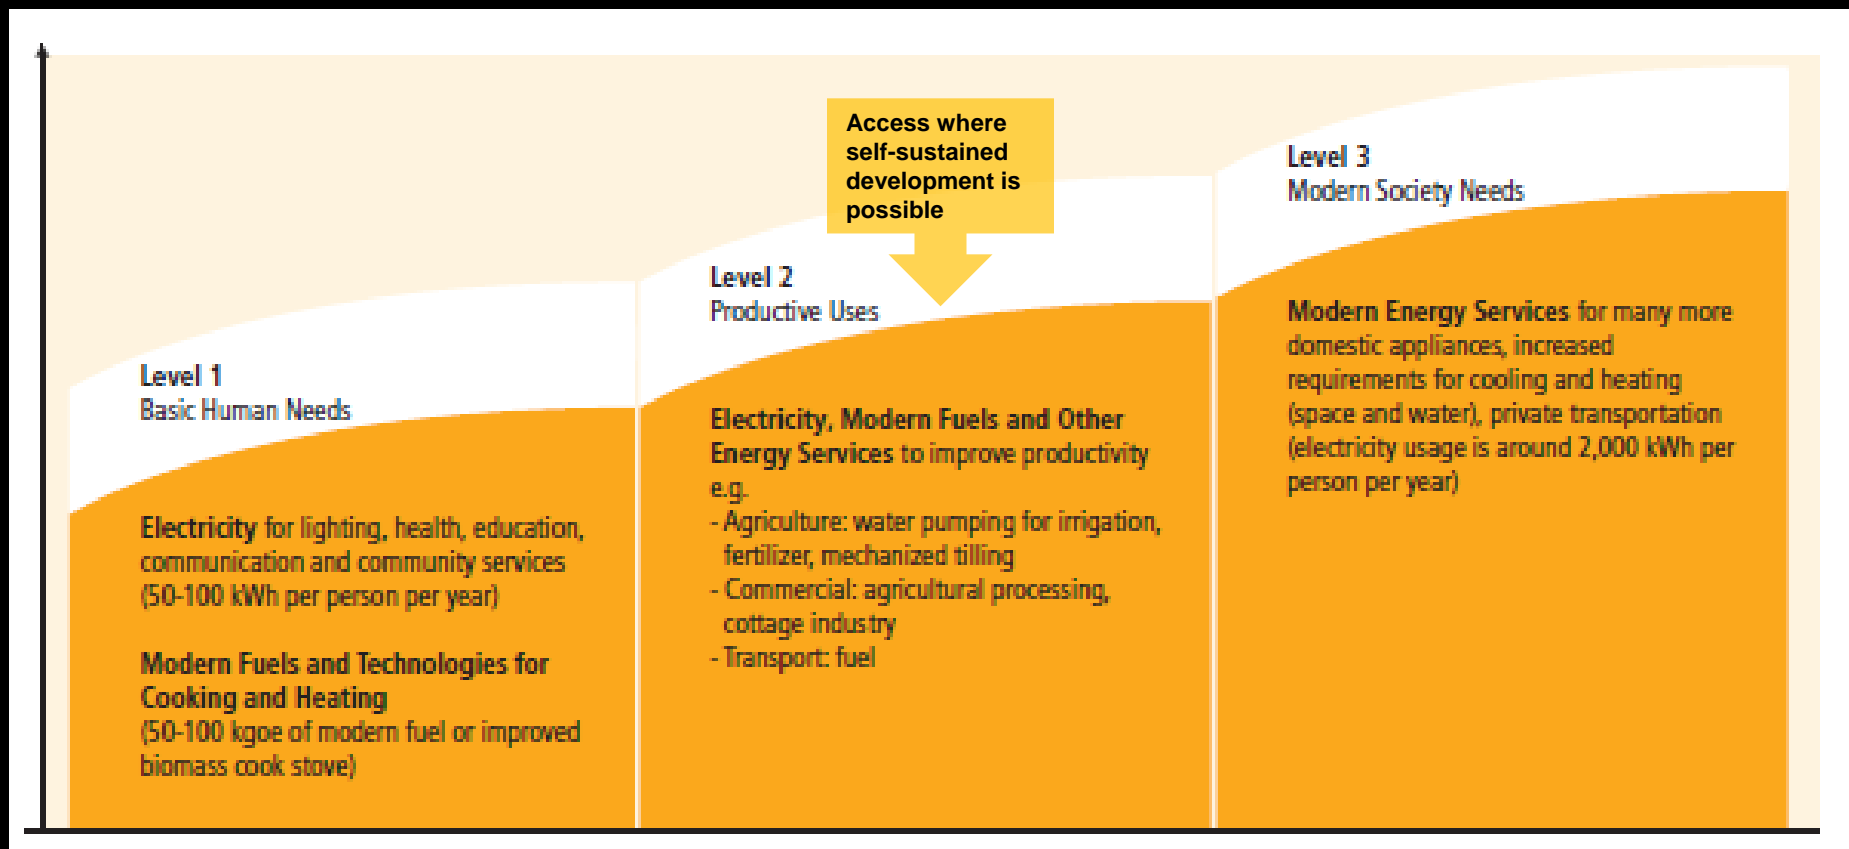 Access where
self-sustained
development is
possible
Level 1
Basic Human Needs
Electricity for lighting, health, education,
communication and community services
(50-100 kWh per person per year)
Modern Fuels and Technologies for
Cooking and Heating
(50-100 kgoe of modern fuel or improved
biomass cook stove)
Level 2
Productive Uses
Electricity, Modern Fuels and Other
Energy Services to improve productivity
e.g.
- Agriculture: water pumping for irrigation,
fertilizer, mechanized tilling
- Commercial: agricultural processing,
cottage industry
- Transport: fuel
Level 3
Modern Society Needs
Modern Energy Services for many more
domestic appliances, increased
requirements for cooling and heating
(space and water), private transportation
(electricity usage is around 2,000 kWh per
person per year)